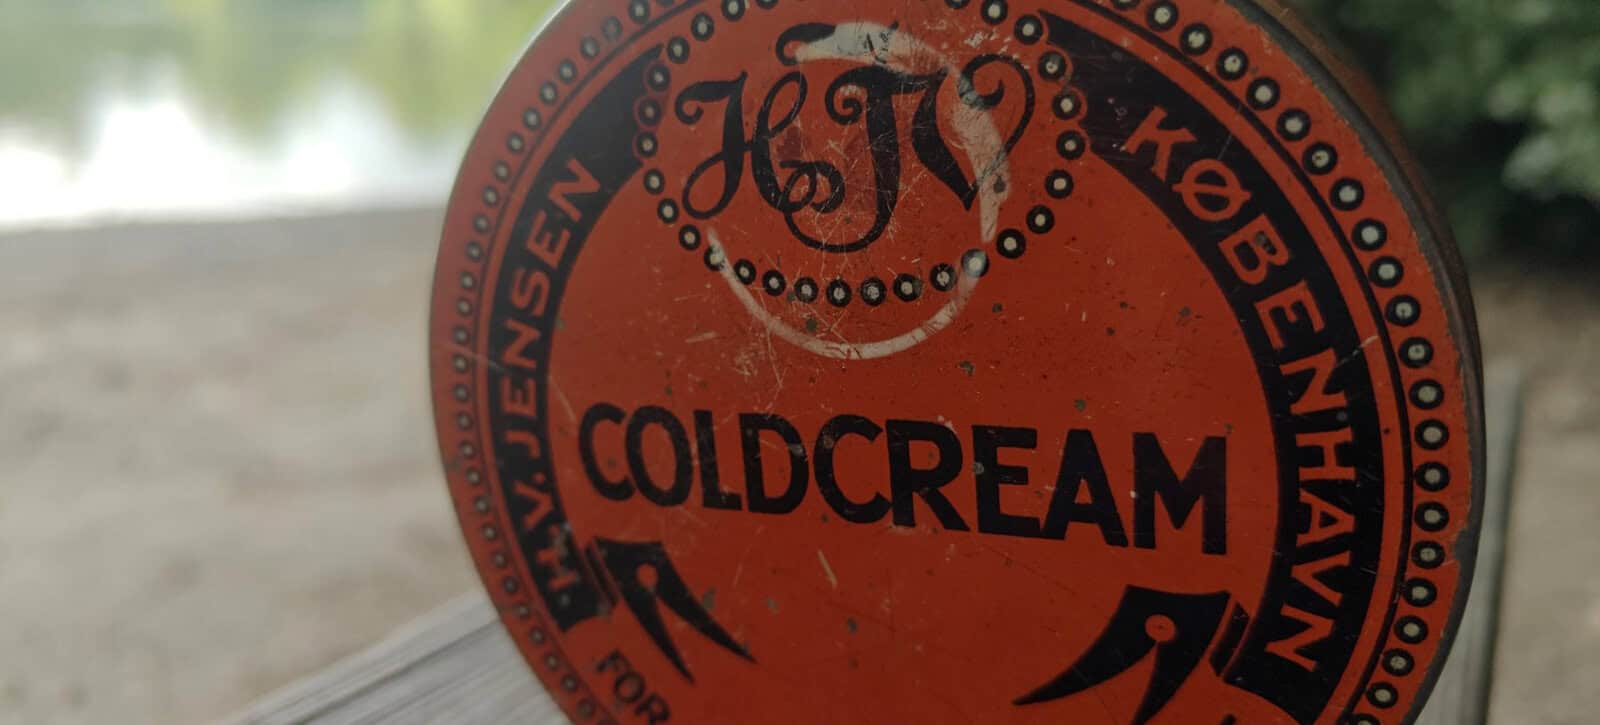 HJV
H.V. JENSEN
KØBENHAVN
COLDCREAM
FOR